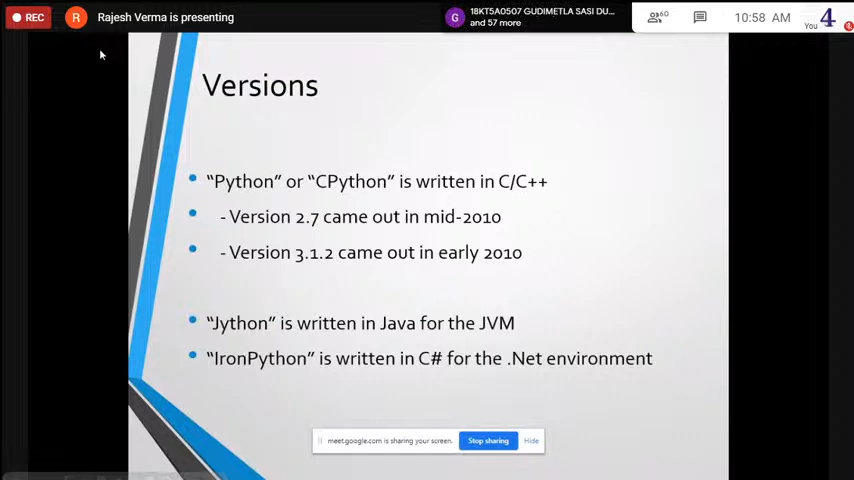 REC
R
Rajesh Verma is presenting
G
18KT5A0507 GUDIMETLA SASI DU...
and 57 more
60
10:58 AM
4
You
Versions
“Python” or “CPython” is written in C/C++
- Version 2.7 came out in mid-2010
- Version 3.1.2 came out in early 2010
“Jython” is written in Java for the JVM
“IronPython” is written in C# for the .Net environment
meet.google.com is sharing your screen.
Stop sharing
Hide